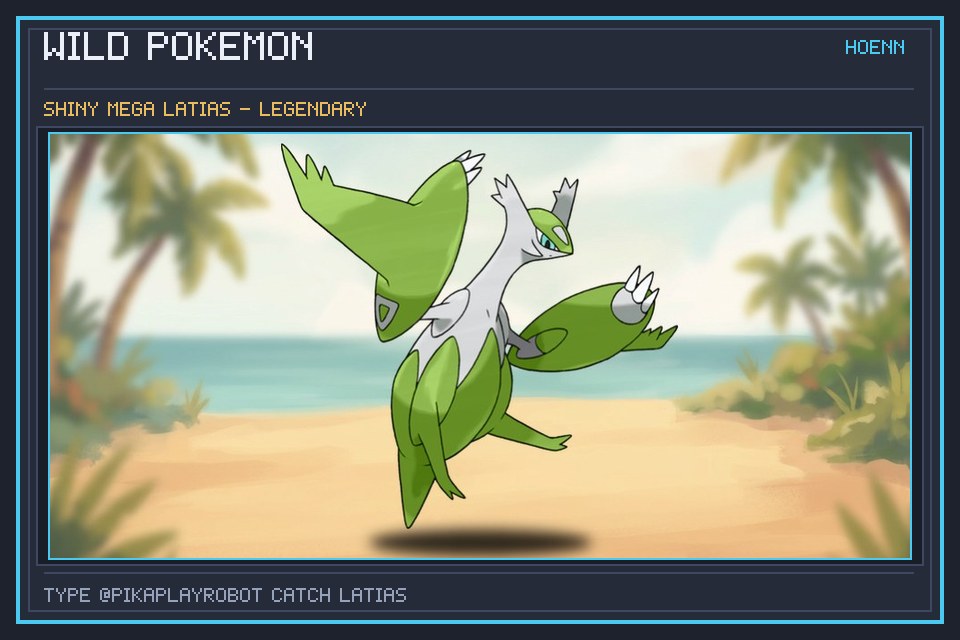 WILD POKEMON
HOENN
SHINY MEGA LATIAS - LEGENDARY
TYPE @PIKAPLAYROBOT CATCH LATIAS